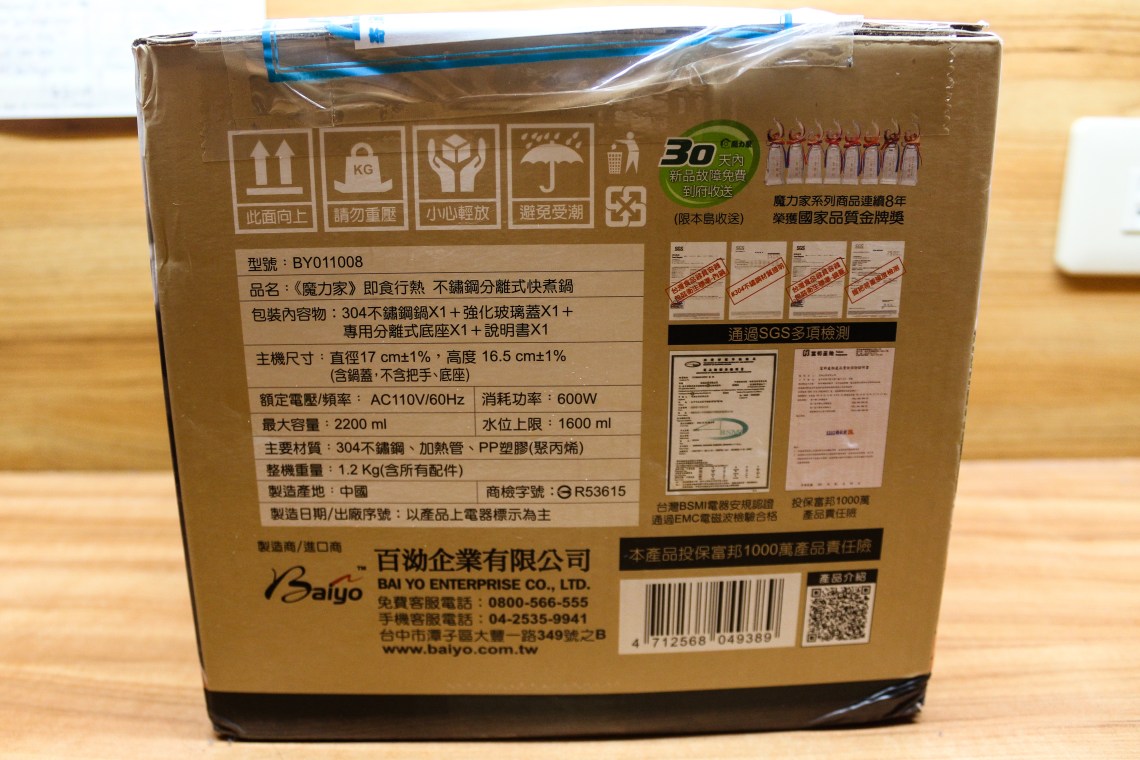 KG
此面向上
請勿重壓
小心輕放
避免受潮
30天內
新品故障免費
到府收送
(限本島收送)
魔力家系列商品連續8年
榮獲國家品質金牌獎
型號：BY011008
品名：《魔力家》即食行熱 不鏽鋼分離式快煮鍋
包裝內容物：304不鏽鋼鍋X1＋強化玻璃蓋X1＋
專用分離式底座X1＋說明書X1
主機尺寸：直徑17 cm±1%，高度 16.5 cm±1%
(含鍋蓋，不含把手、底座)
額定電壓/頻率： AC110V/60Hz 消耗功率：600W
最大容量：2200 ml 水位上限：1600 ml
主要材質：304不鏽鋼、加熱管、PP塑膠(聚丙烯)
整機重量：1.2 Kg(含所有配件)
製造產地：中國 商檢字號： R53615
製造日期/出廠序號：以產品上電器標示為主
SGS SGS SGS SGS
#304不鏽鋼材質證明
通過SGS多項檢測
台灣BSMI電器安規認證
通過EMC電磁波檢驗合格
投保富邦1000萬
產品責任險
製造商/進口商
Baiyo™
百泑企業有限公司
BAI YO ENTERPRISE CO., LTD.
免費客服電話：0800-566-555
手機客服電話：04-2535-9941
台中市潭子區大豐一路349號之B
www.baiyo.com.tw
本產品投保富邦1000萬產品責任險
4 712568 049389
產品介紹